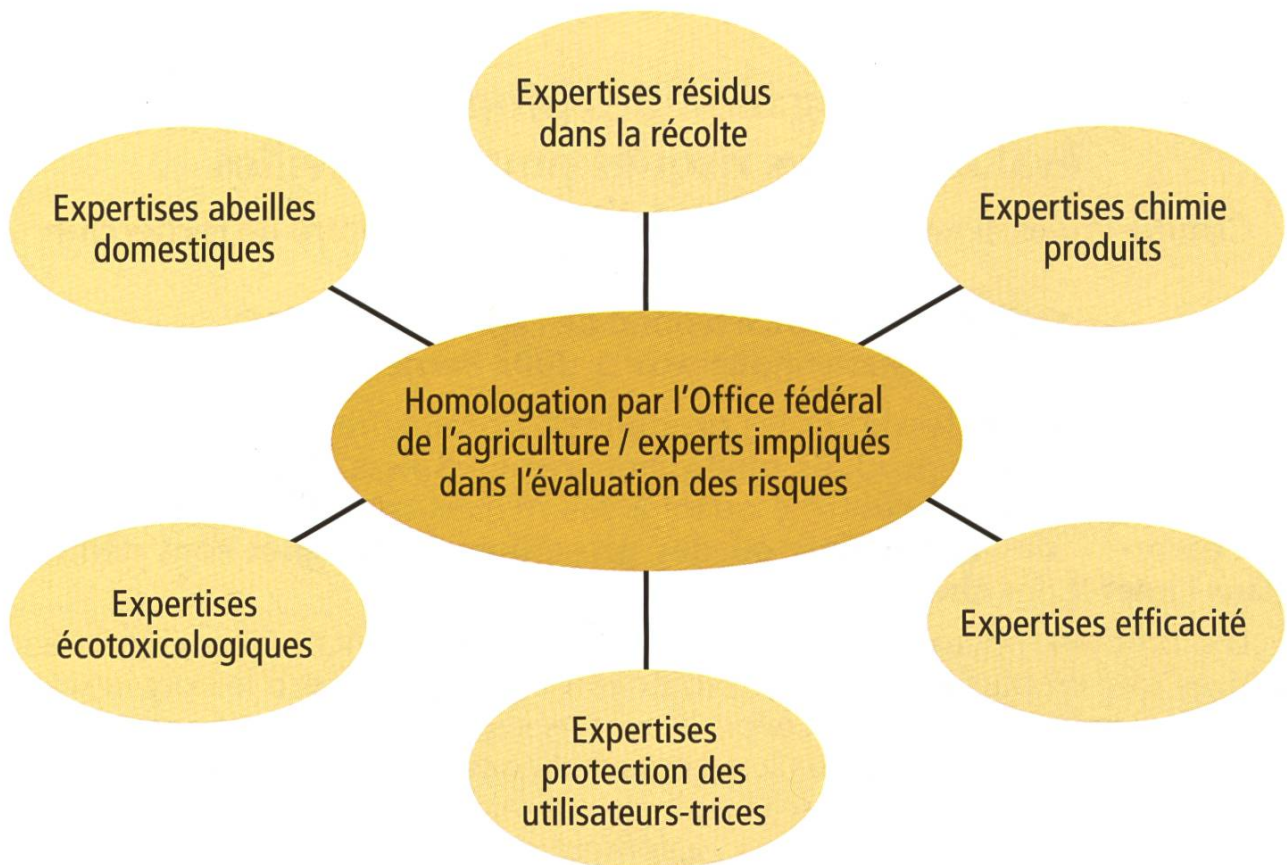 Expertises résidus
dans la récolte
Expertises abeilles
domestiques
Expertises chimie
produits
Homologation par l'Office fédéral
de l'agriculture / experts impliqués
dans l'évaluation des risques
Expertises
écotoxicologiques
Expertises efficacité
Expertises
protection des
utilisateurs-trices